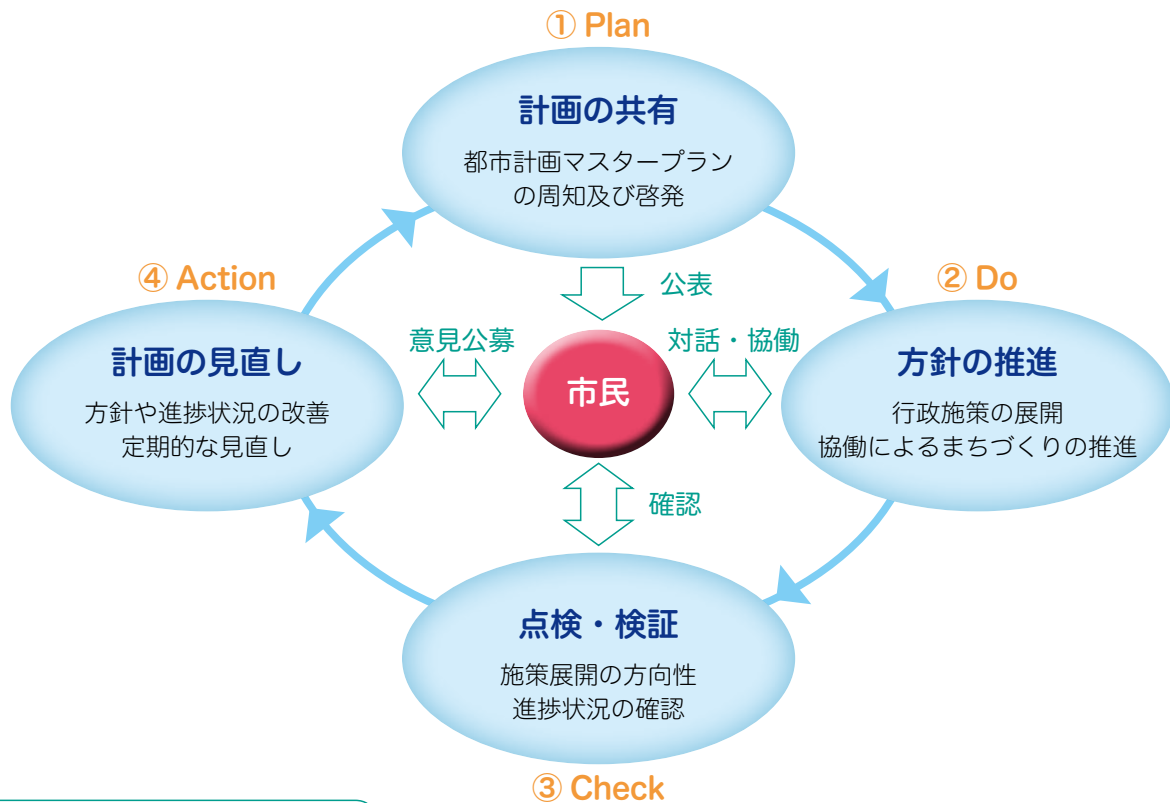 ① Plan
計画の共有
都市計画マスタープラン
の周知及び啓発
公表
④ Action
計画の見直し
方針や進捗状況の改善
定期的な見直し
意見公募
市民
対話・協働
② Do
方針の推進
行政施策の展開
協働によるまちづくりの推進
確認
点検・検証
施策展開の方向性
進捗状況の確認
③ Check